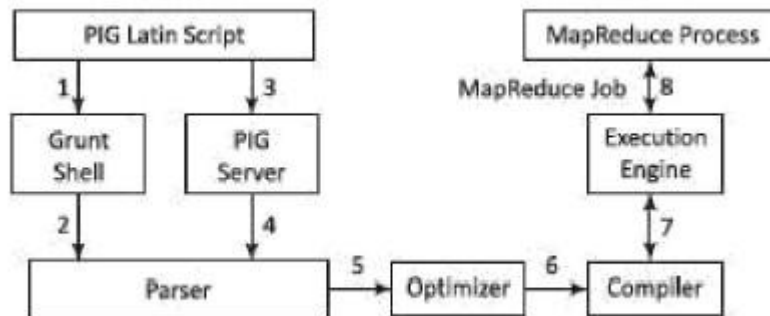 PIG Latin Script
MapReduce Process
1
3
MapReduce Job
8
Grunt
Shell
PIG
Server
Execution
Engine
2
4
7
Parser
5
Optimizer
6
Compiler